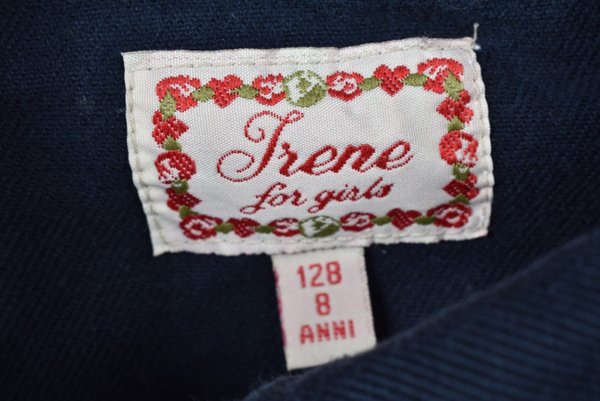 Irene
for girls
128
8
ANNI